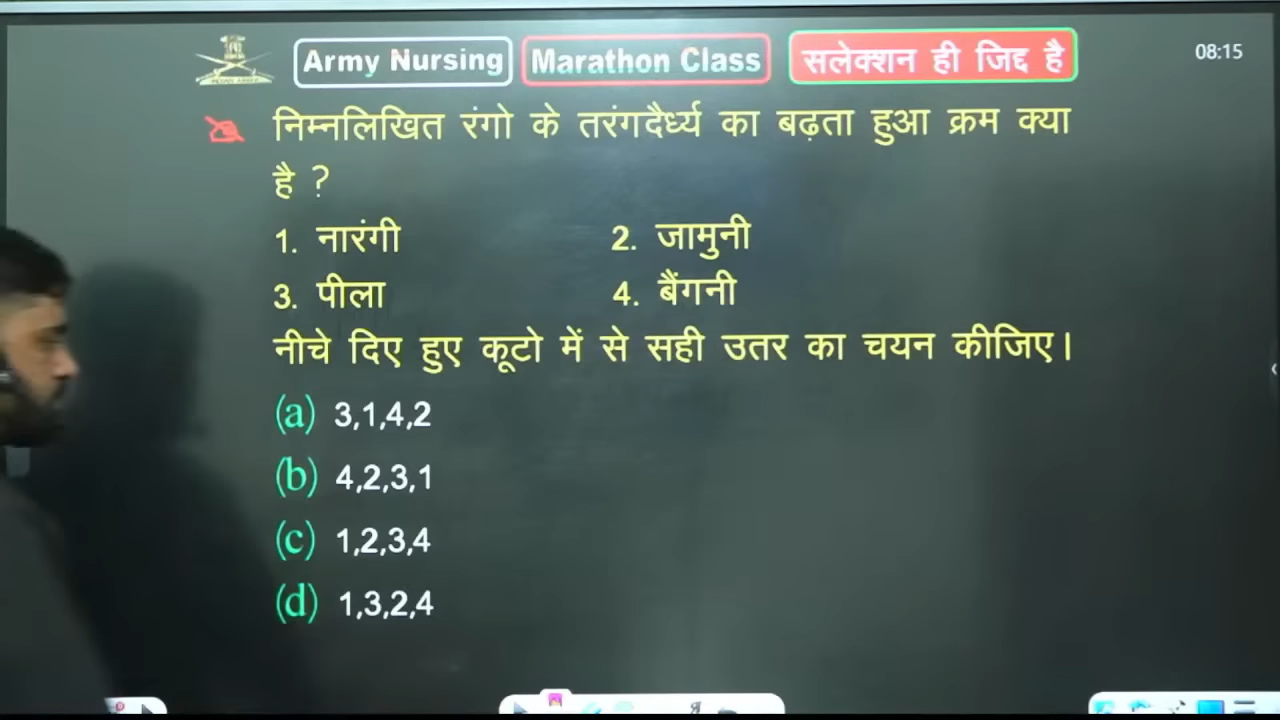 Army Nursing Marathon Class सलेक्शन ही जिद्द है 08:15
निम्नलिखित रंगो के तरंगदैर्ध्य का बढ़ता हुआ क्रम क्या
है ?
1. नारंगी 2. जामुनी
3. पीला 4. बैंगनी
नीचे दिए हुए कूटो में से सही उतर का चयन कीजिए।
(a) 3,1,4,2
(b) 4,2,3,1
(c) 1,2,3,4
(d) 1,3,2,4